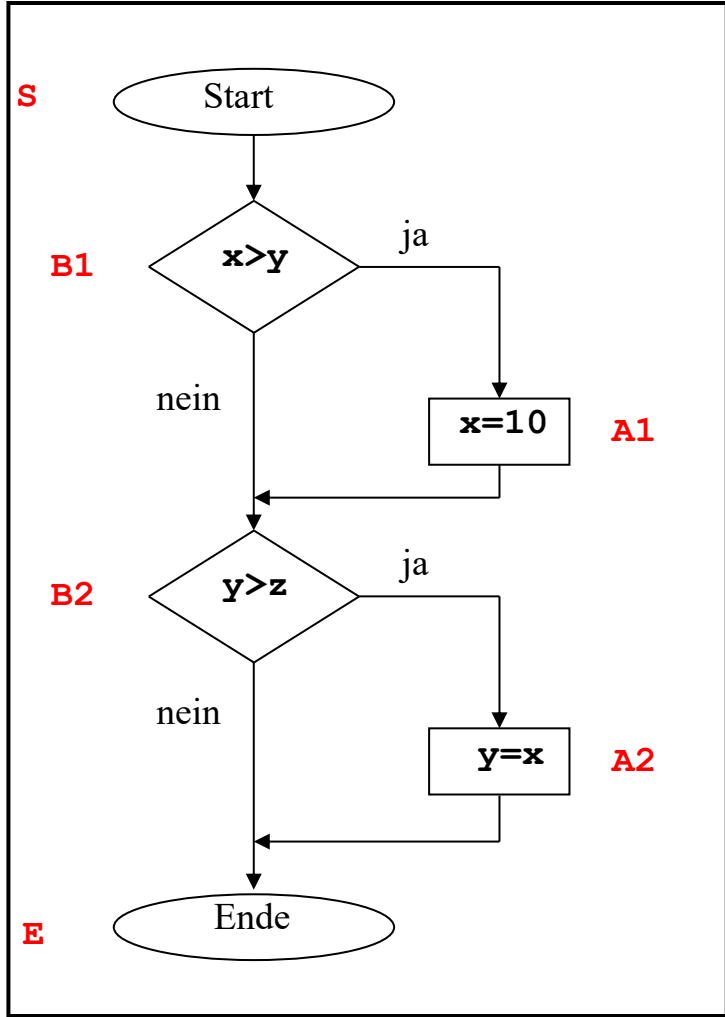 S
Start
B1
x>y
ja
nein
x=10
A1
B2
y>z
ja
nein
y=x
A2
E
Ende